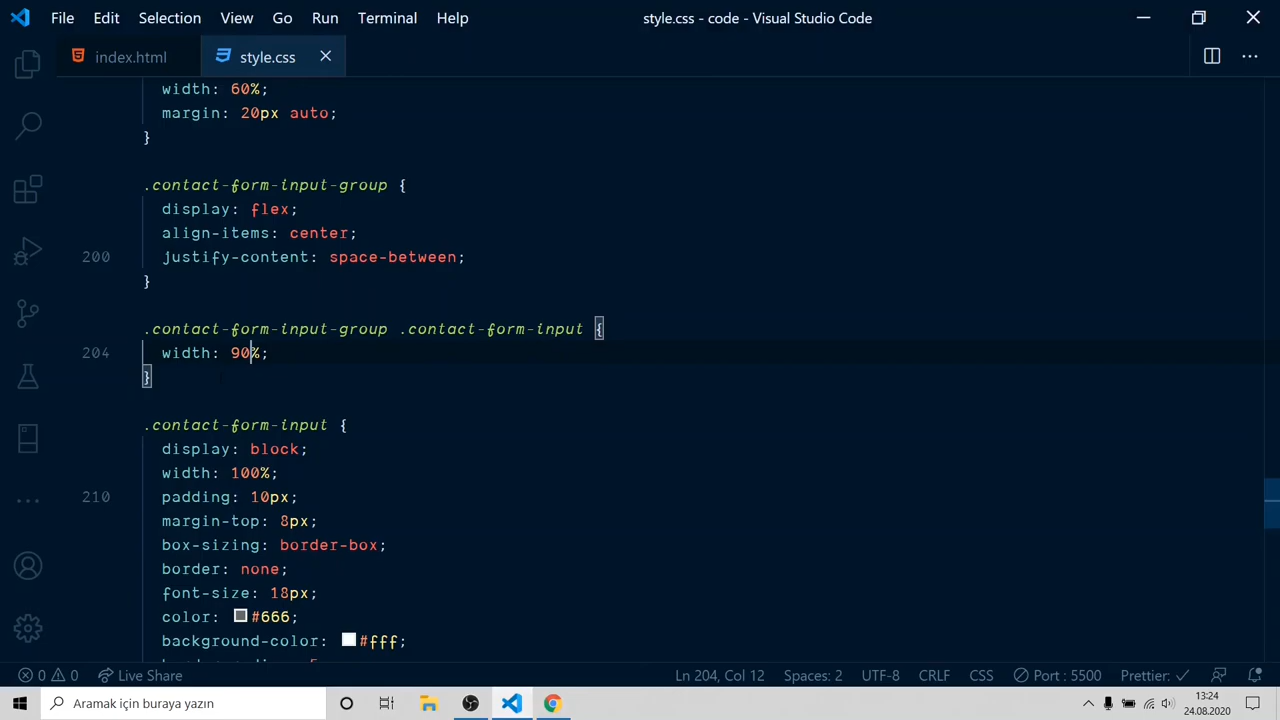 File Edit Selection View Go Run Terminal Help style.css - code - Visual Studio Code
index.html style.css
width: 60%;
margin: 20px auto;
}
.contact-form-input-group {
display: flex;
align-items: center;
200 justify-content: space-between;
}
.contact-form-input-group .contact-form-input {
204 width: 90%;
}
.contact-form-input {
display: block;
width: 100%;
210 padding: 10px;
margin-top: 8px;
box-sizing: border-box;
border: none;
font-size: 18px;
color: #666;
background-color: #fff;
0 0 Live Share Ln 204, Col 12 Spaces: 2 UTF-8 CRLF CSS Port : 5500 Prettier:
Aramak için buraya yazın 13:24
24.08.2020